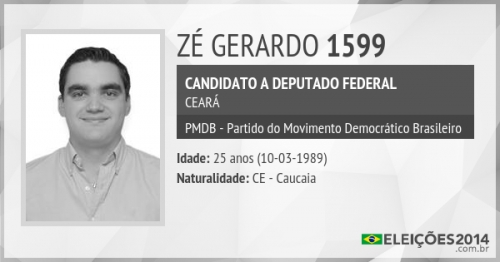 ZÉ GERARDO 1599
CANDIDATO A DEPUTADO FEDERAL
CEARÁ
PMDB - Partido do Movimento Democrático Brasileiro
Idade: 25 anos (10-03-1989)
Naturalidade: CE - Caucaia
ELEIÇÕES2014
.com.br